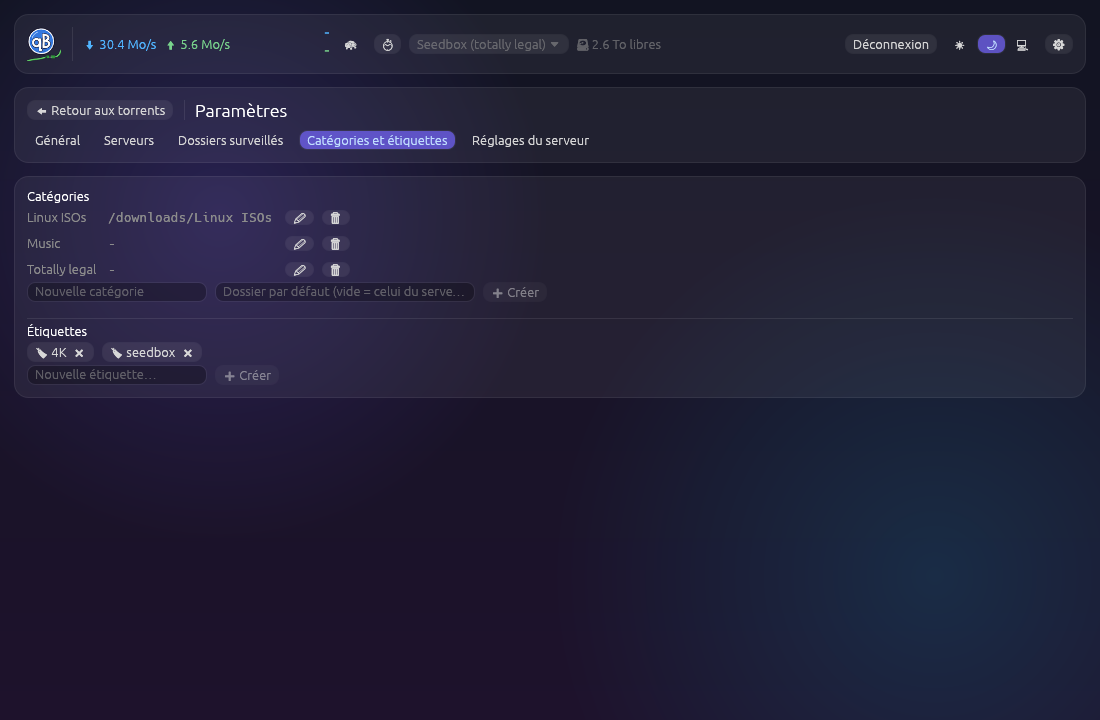 qB
30.4 Mo/s 5.6 Mo/s - - Seedbox (totally legal) 2.6 To libres Déconnexion
Retour aux torrents Paramètres
Général Serveurs Dossiers surveillés Catégories et étiquettes Réglages du serveur
Catégories
Linux ISOs /downloads/Linux ISOs
Music -
Totally legal -
Nouvelle catégorie Dossier par défaut (vide = celui du serve… Créer
Étiquettes
4K seedbox
Nouvelle étiquette… Créer